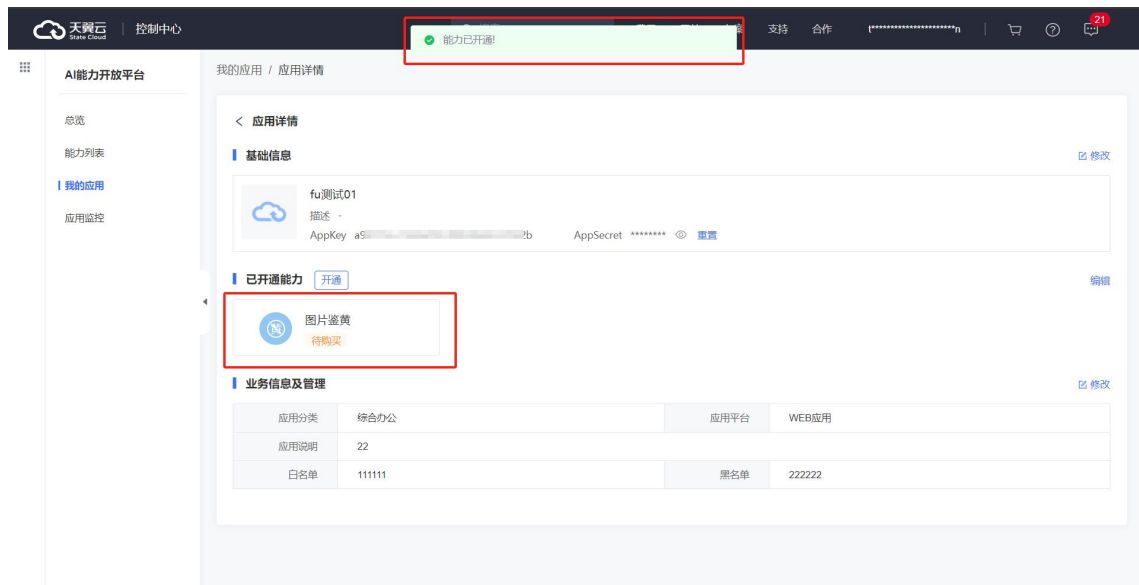 天翼云 State Cloud 控制中心 支持 合作 t**********************n 21
能力已开通!
AI能力开放平台
总览
能力列表
我的应用
应用监控
我的应用 / 应用详情
< 应用详情
基础信息 修改
fu测试01
描述 -
AppKey a9 2b AppSecret ******** 重置
已开通能力 开通 编辑
图片鉴黄
待购买
业务信息及管理 修改
应用分类 综合办公 应用平台 WEB应用
应用说明 22
白名单 111111 黑名单 222222